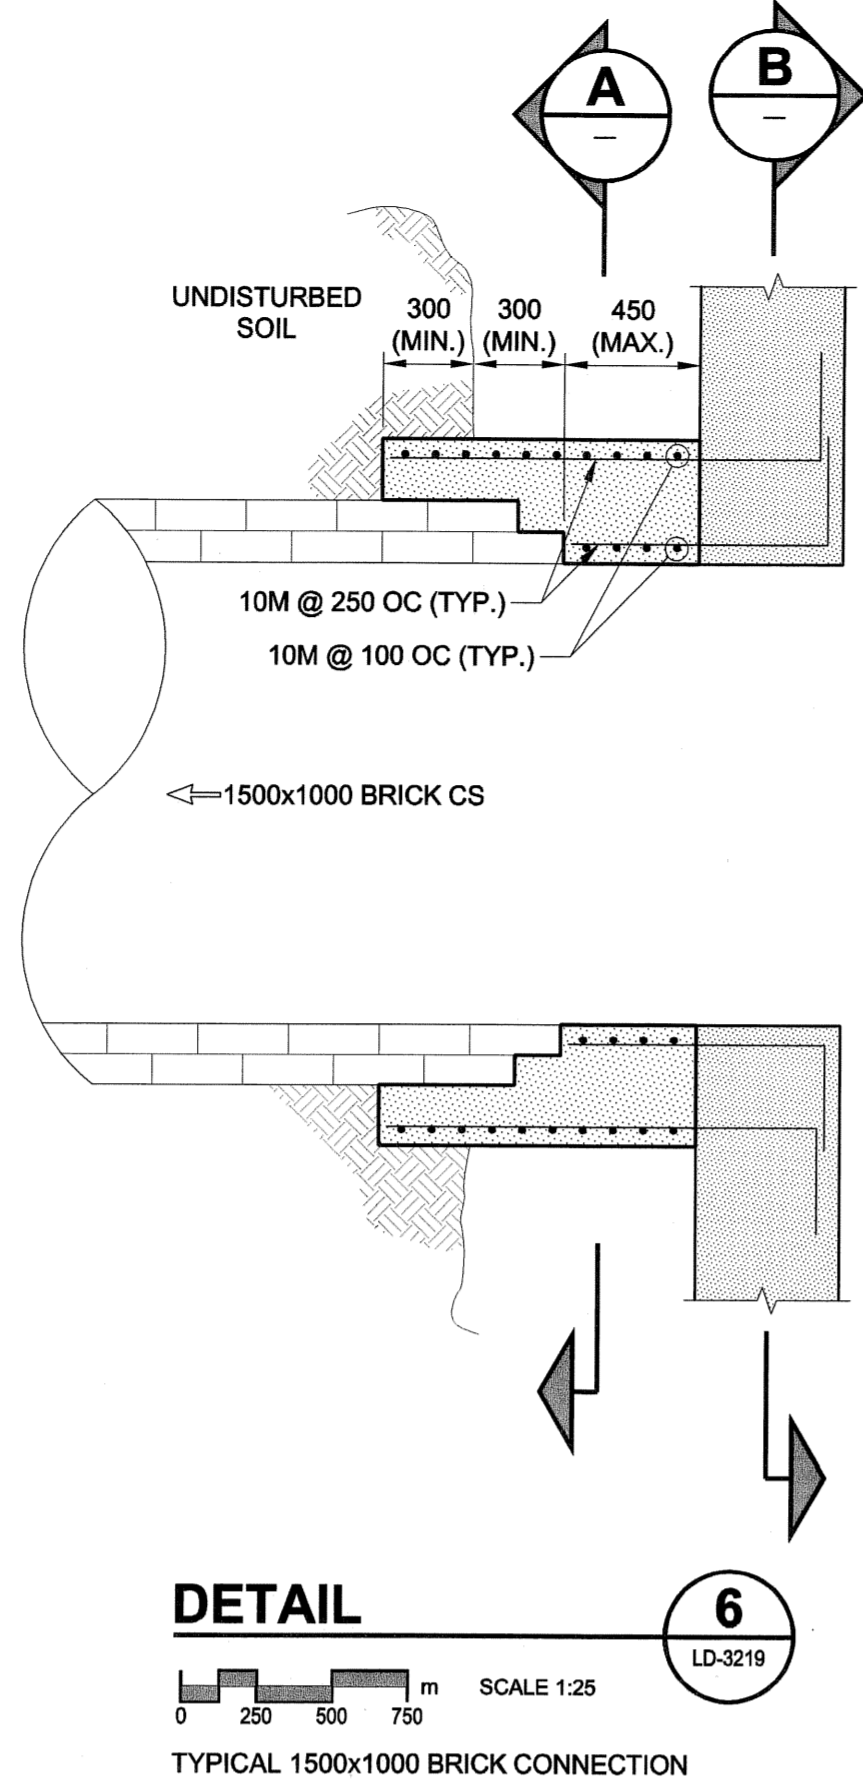 A
–
B
–
UNDISTURBED
SOIL
300
(MIN.)
300
(MIN.)
450
(MAX.)
10M @ 250 OC (TYP.)
10M @ 100 OC (TYP.)
1500x1000 BRICK CS
DETAIL
6
LD-3219
m
SCALE 1:25
0 250 500 750
TYPICAL 1500x1000 BRICK CONNECTION